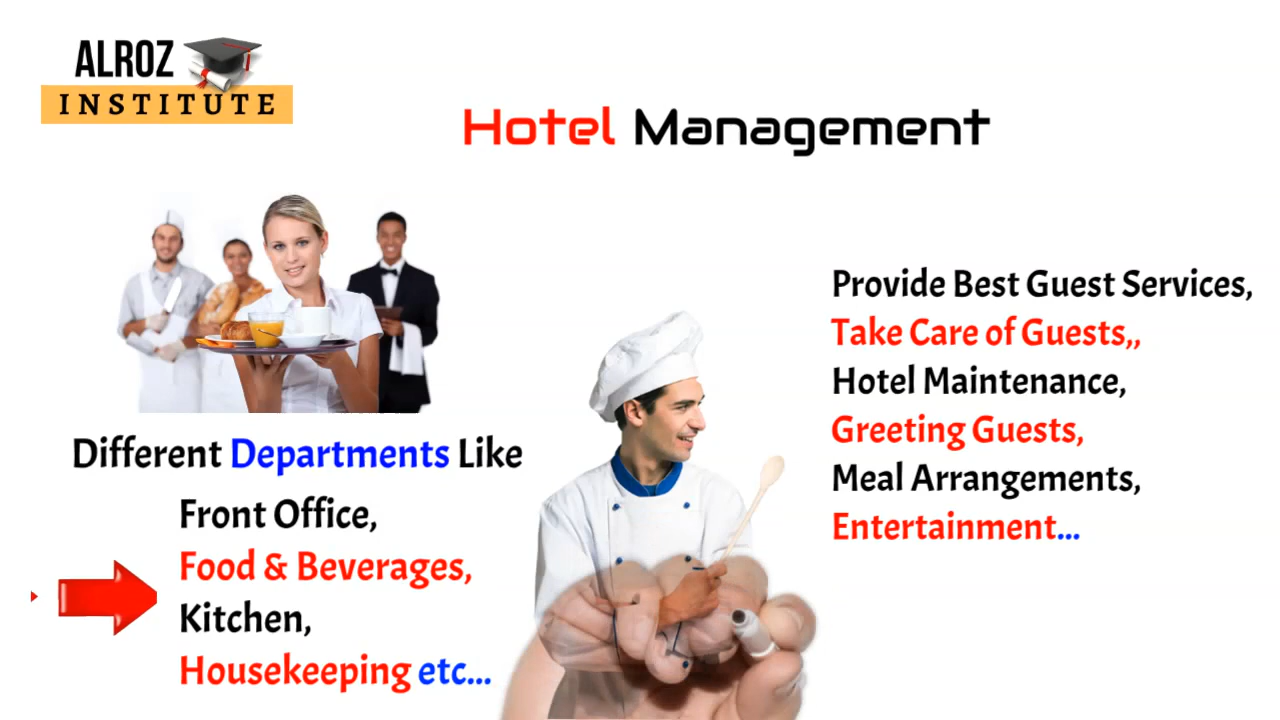 ALROZ
INSTITUTE
Hotel Management
Different Departments Like
Front Office,
Food & Beverages,
Kitchen,
Housekeeping etc...
Provide Best Guest Services,
Take Care of Guests,,
Hotel Maintenance,
Greeting Guests,
Meal Arrangements,
Entertainment...